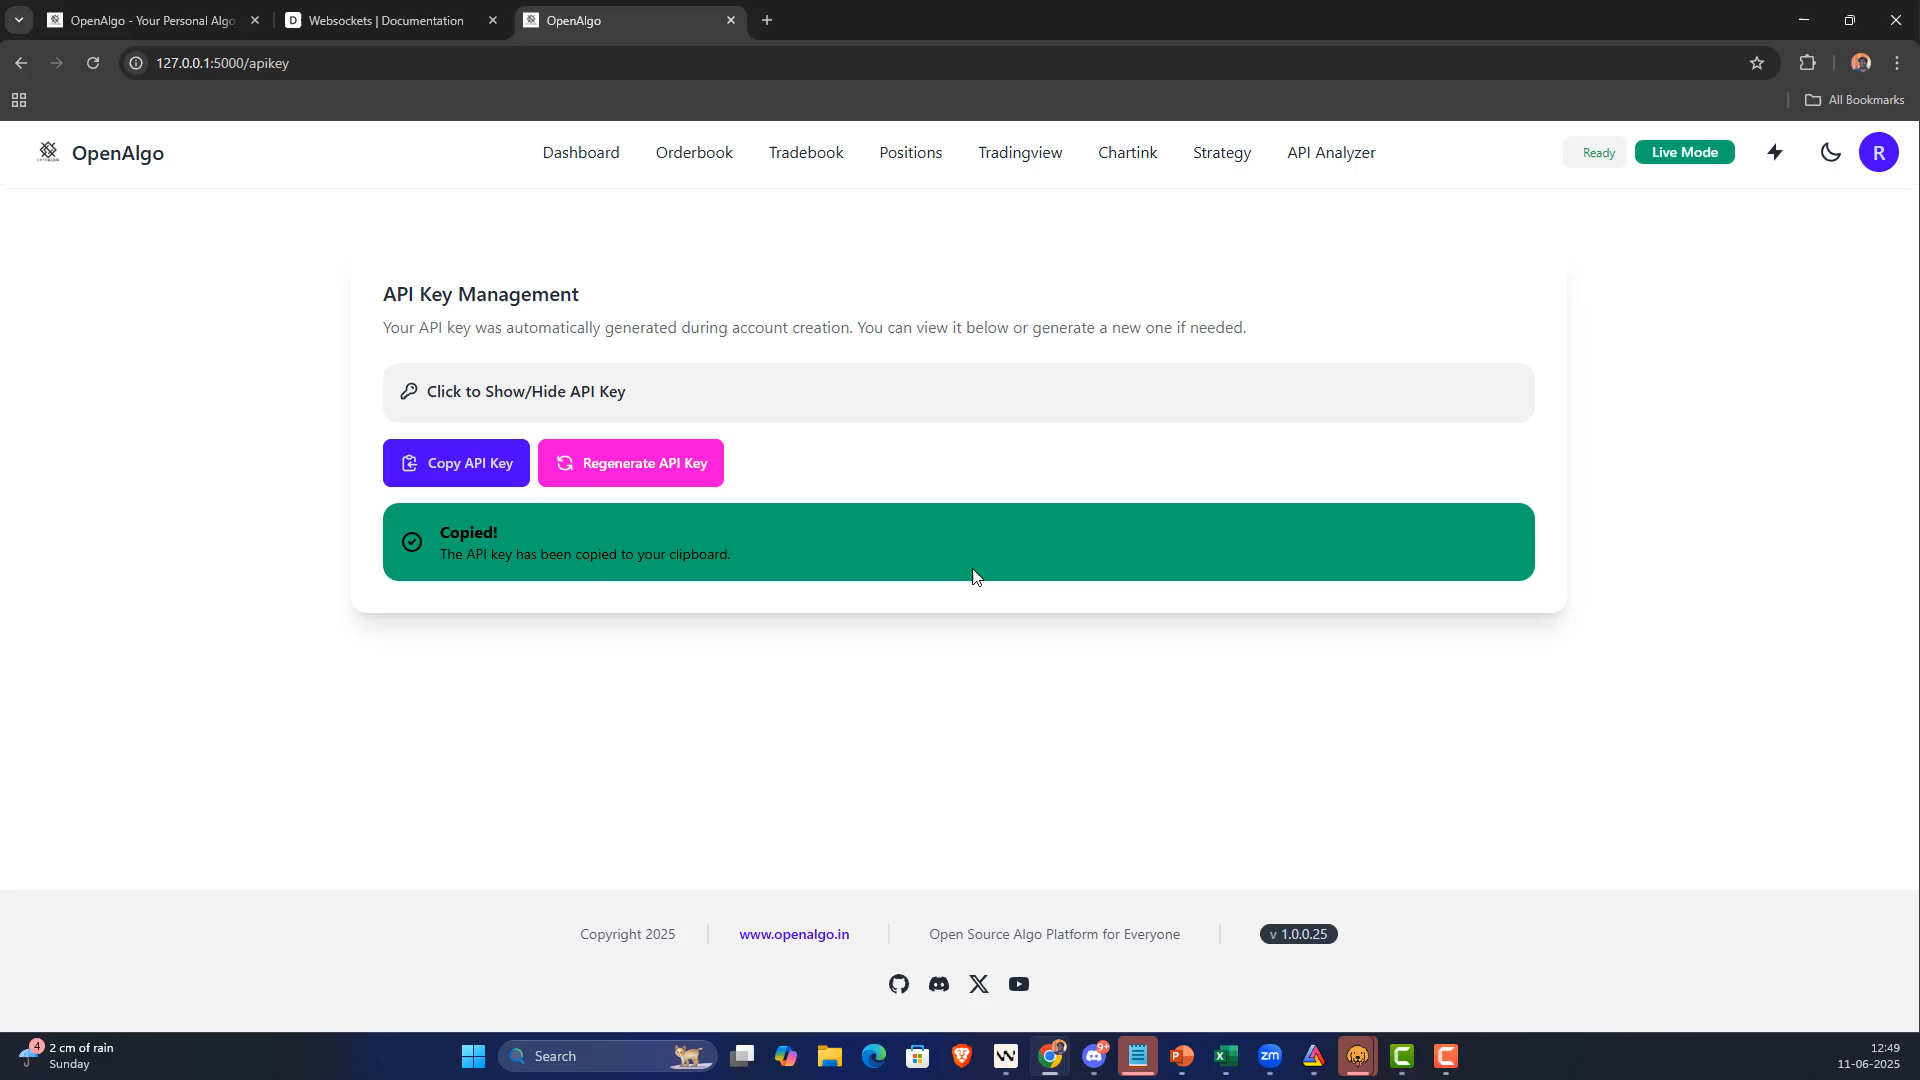 OpenAlgo - Your Personal Algo
Websockets | Documentation
OpenAlgo
127.0.0.1:5000/apikey
All Bookmarks
OpenAlgo
Dashboard
Orderbook
Tradebook
Positions
Tradingview
Chartink
Strategy
API Analyzer
Ready
Live Mode
R
API Key Management
Your API key was automatically generated during account creation. You can view it below or generate a new one if needed.
Click to Show/Hide API Key
Copy API Key
Regenerate API Key
Copied!
The API key has been copied to your clipboard.
Copyright 2025
www.openalgo.in
Open Source Algo Platform for Everyone
v 1.0.0.25
4
2 cm of rain
Sunday
Search
9+
zm
12:49
11-06-2025